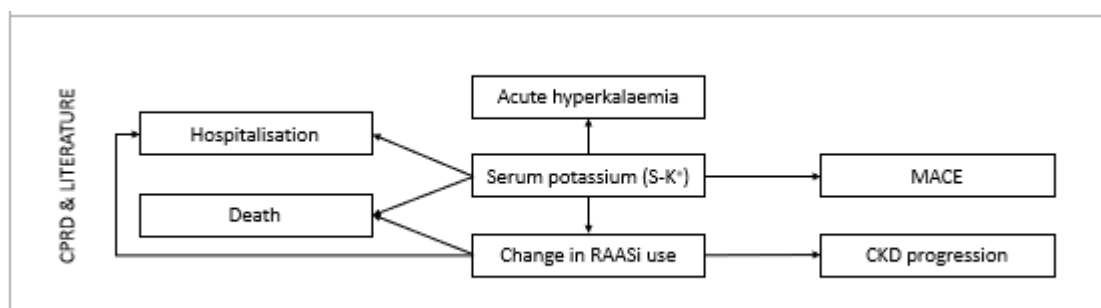 CPRD & LITERATURE
Acute hyperkalaemia
Hospitalisation
Serum potassium (S-K⁺)
MACE
Death
Change in RAASi use
CKD progression